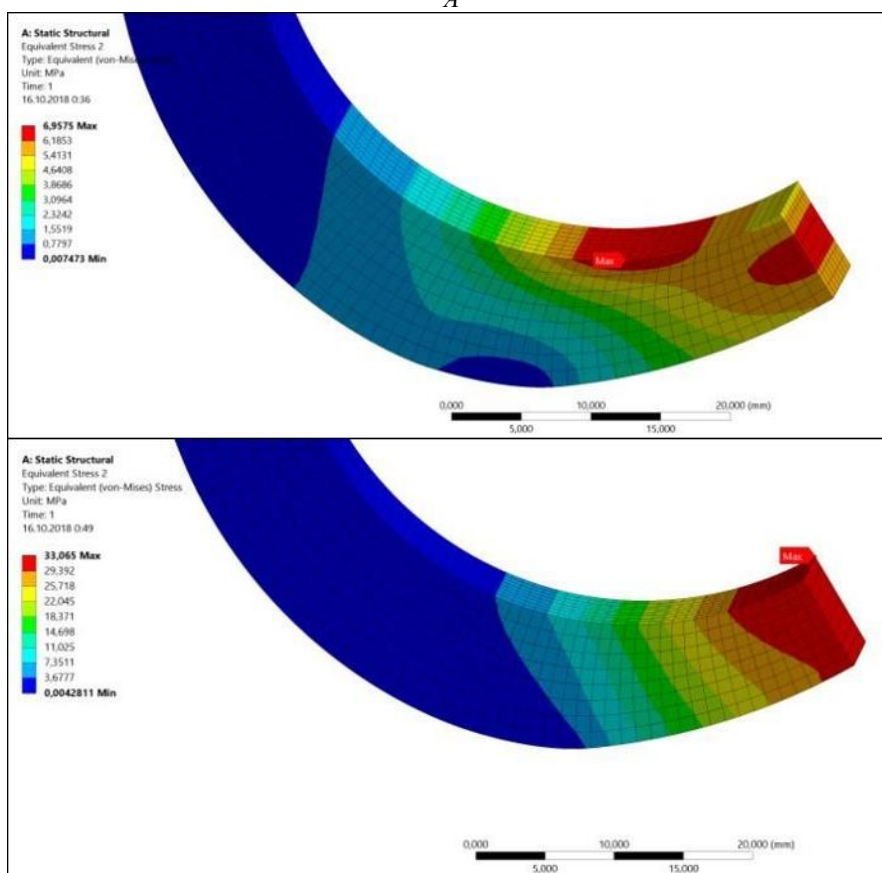 A
A: Static Structural
Equivalent Stress 2
Type: Equivalent (von-Mises)
Unit: MPa
Time: 1
16.10.2018 0:36
6,9575 Max
6,1853
5,4131
4,6408
3,8686
3,0964
2,3242
1,5519
0,7797
0,007473 Min
Max
0,000 10,000 20,000 (mm)
5,000 15,000
A: Static Structural
Equivalent Stress 2
Type: Equivalent (von-Mises) Stress
Unit: MPa
Time: 1
16.10.2018 0:49
33,065 Max
29,392
25,718
22,045
18,371
14,698
11,025
7,3511
3,6777
0,0042811 Min
Max
0,000 10,000 20,000 (mm)
5,000 15,000